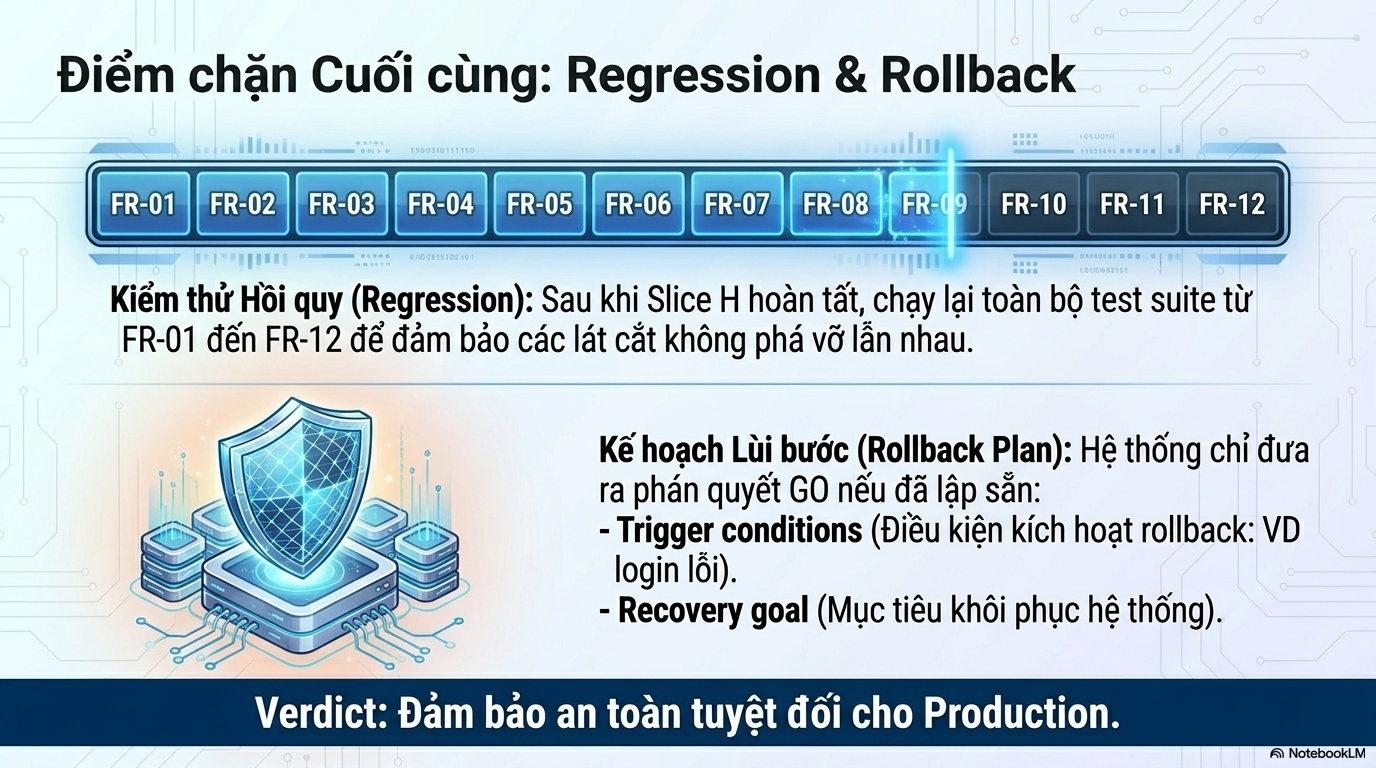 Điểm chặn Cuối cùng: Regression & Rollback
FR-01 FR-02 FR-03 FR-04 FR-05 FR-06 FR-07 FR-08 FR-09 FR-10 FR-11 FR-12
Kiểm thử Hồi quy (Regression): Sau khi Slice H hoàn tất, chạy lại toàn bộ test suite từ
FR-01 đến FR-12 để đảm bảo các lát cắt không phá vỡ lẫn nhau.
Kế hoạch Lùi bước (Rollback Plan): Hệ thống chỉ đưa
ra phán quyết GO nếu đã lập sẵn:
- Trigger conditions (Điều kiện kích hoạt rollback: VD
login lỗi).
- Recovery goal (Mục tiêu khôi phục hệ thống).
Verdict: Đảm bảo an toàn tuyệt đối cho Production.
NotebookLM